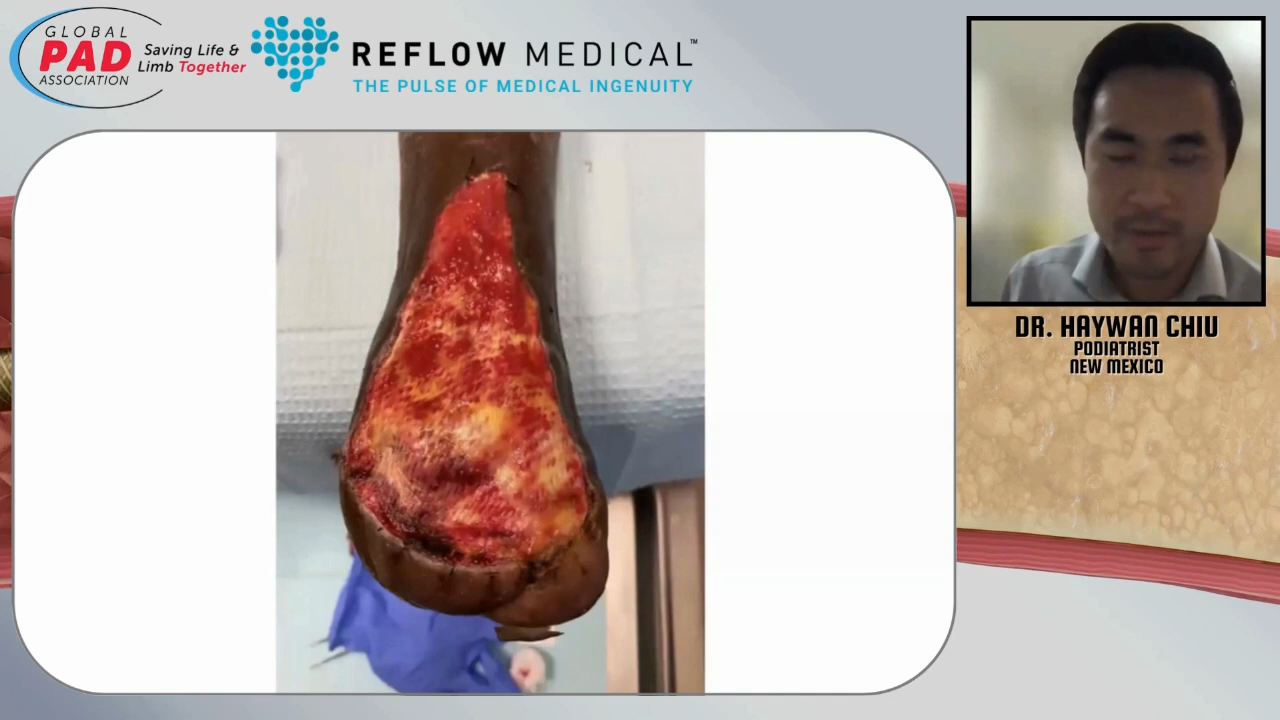 GLOBAL
PAD
ASSOCIATION
Saving Life &
Limb Together
REFLOW MEDICAL™
THE PULSE OF MEDICAL INGENUITY
DR. HAYWAN CHIU
PODIATRIST
NEW MEXICO